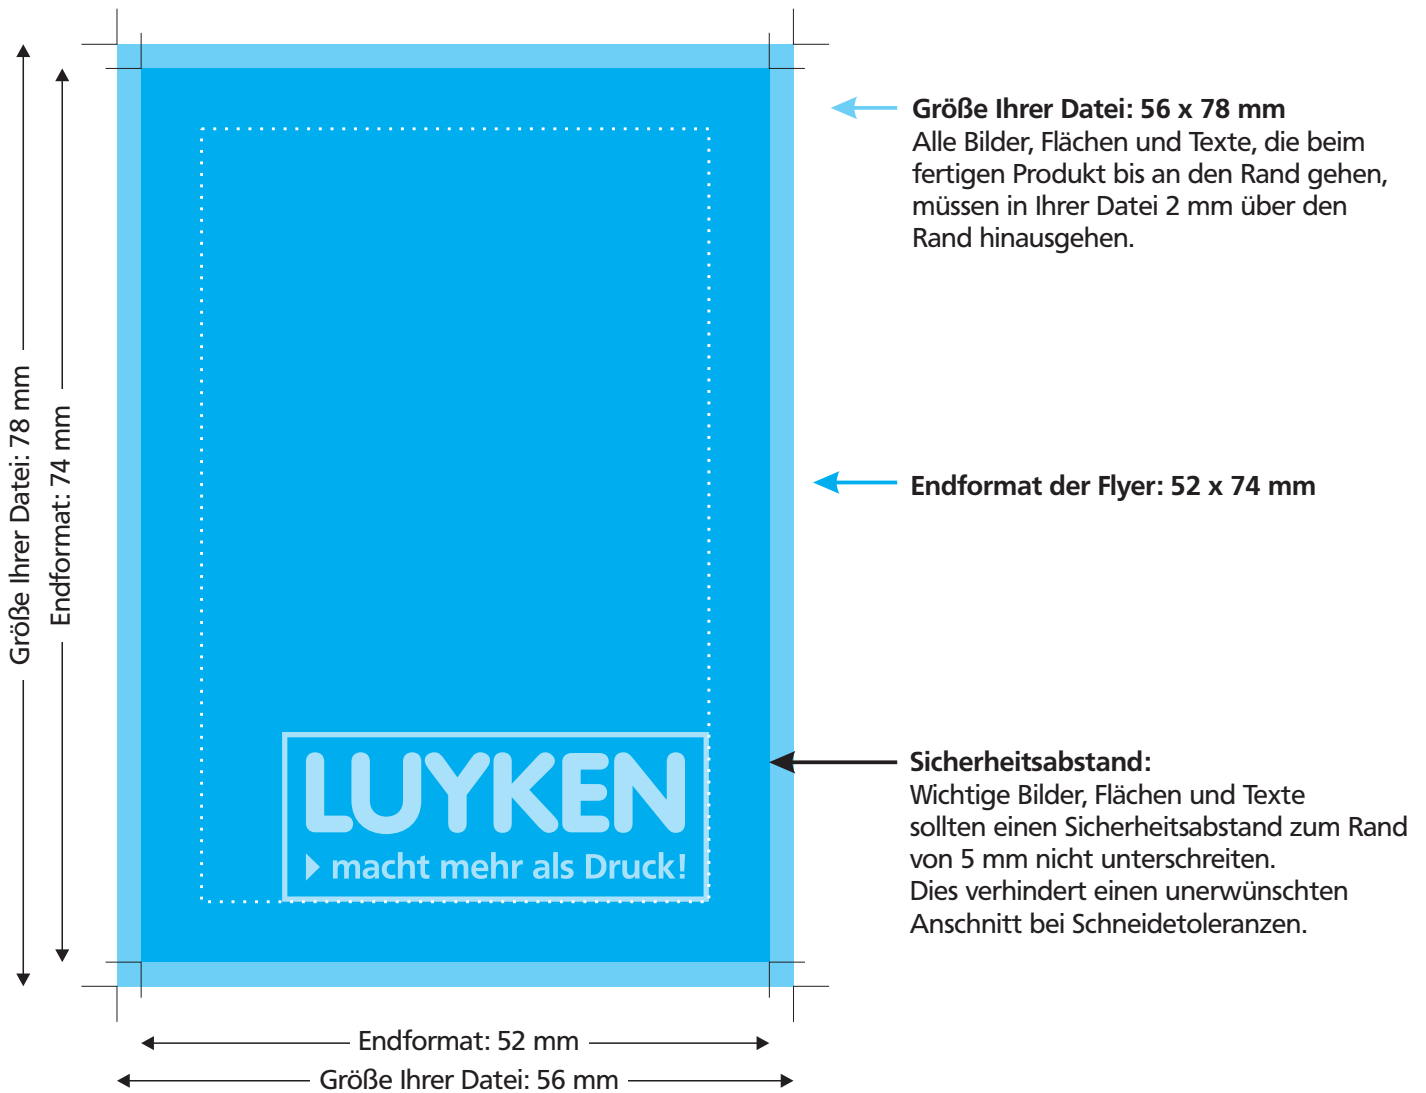 Größe Ihrer Datei: 78 mm
Endformat: 74 mm
Größe Ihrer Datei: 56 x 78 mm
Alle Bilder, Flächen und Texte, die beim
fertigen Produkt bis an den Rand gehen,
müssen in Ihrer Datei 2 mm über den
Rand hinausgehen.
Endformat der Flyer: 52 x 74 mm
Sicherheitsabstand:
Wichtige Bilder, Flächen und Texte
sollten einen Sicherheitsabstand zum Rand
von 5 mm nicht unterschreiten.
Dies verhindert einen unerwünschten
Anschnitt bei Schneidetoleranzen.
LUYKEN
macht mehr als Druck!
Endformat: 52 mm
Größe Ihrer Datei: 56 mm